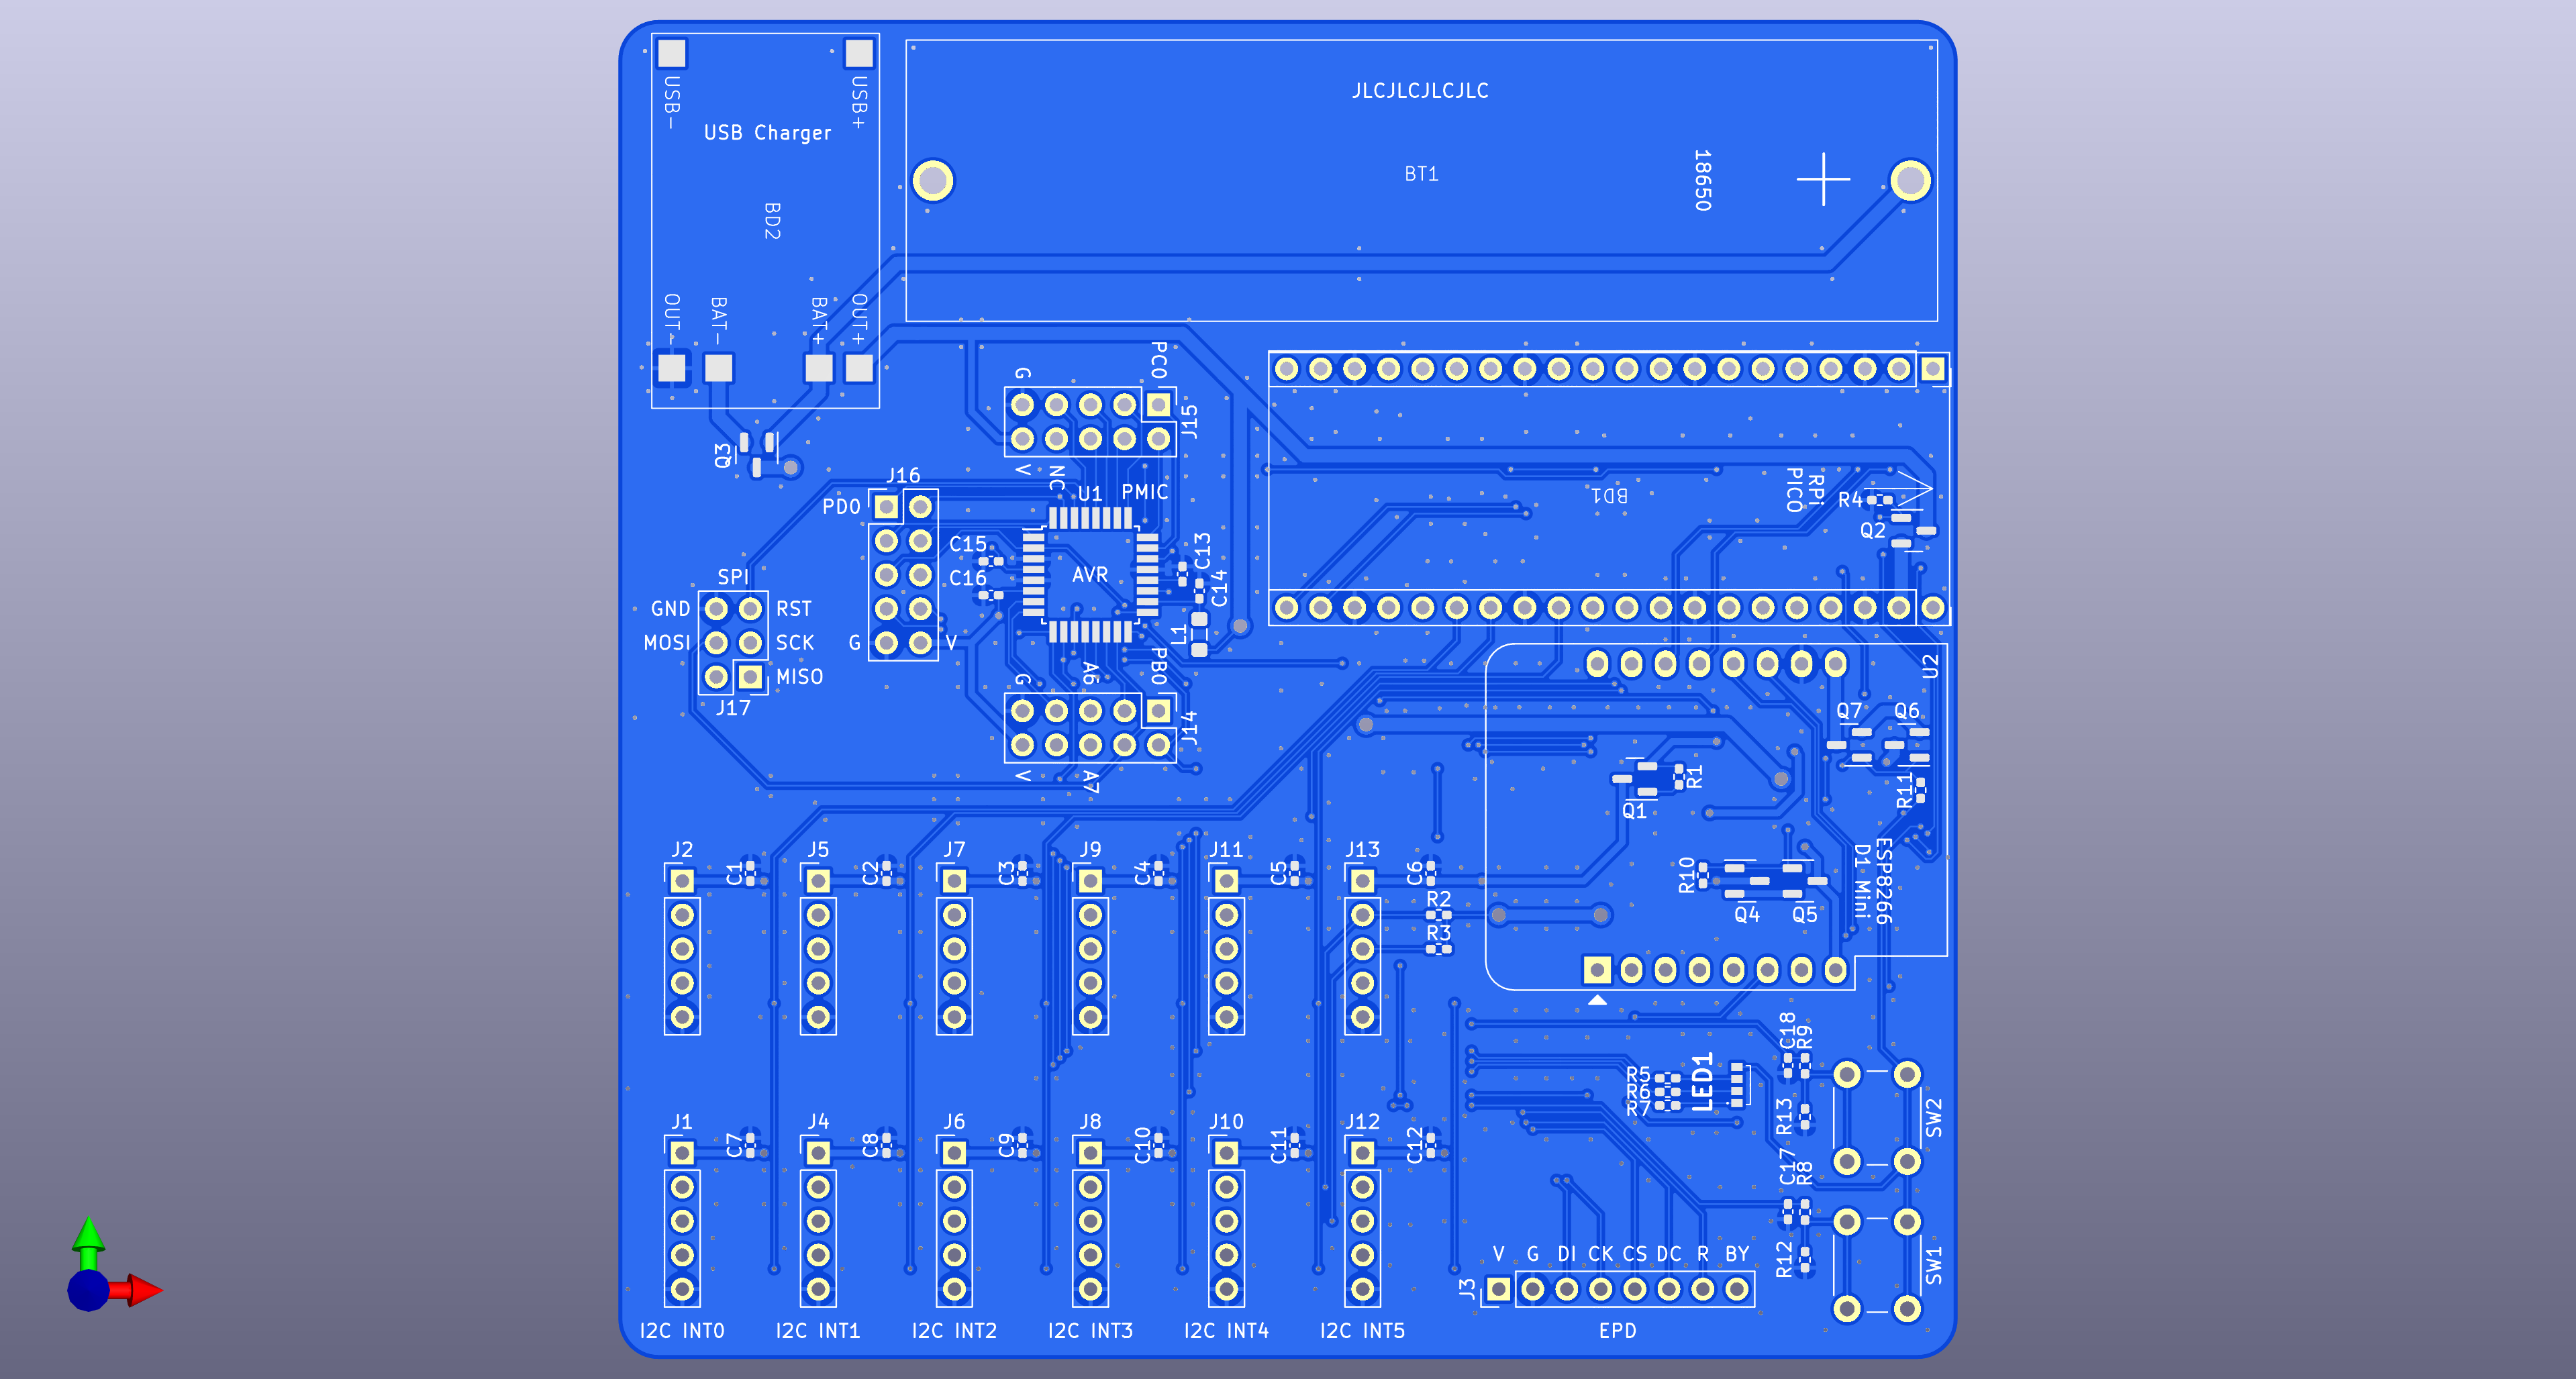 USB-
USB+
USB Charger
BD2
OUT-
BAT-
BAT+
OUT+
JLCJLCJLCJLC
BT1
18650
+
G
PC0
J15
V
NC
Q3
J16
PD0
U1
PMIC
C15
C16
AVR
C13
C14
L1
G
V
SPI
GND
RST
MOSI
SCK
MISO
J17
G
A6
PB0
J14
V
A7
BD1
RPi
PICO
R4
Q2
U2
Q7
Q6
R11
Q1
R1
R10
Q4
Q5
ESP8266
D1 Mini
J2
C1
J5
C2
J7
C3
J9
C4
J11
C5
J13
C6
R2
R3
J1
C7
J4
C8
J6
C9
J8
C10
J10
C11
J12
C12
R5
R6
R7
LED1
C18
R9
R13
SW2
C17
R8
R12
SW1
V G DI CK CS DC R BY
J3
I2C INT0
I2C INT1
I2C INT2
I2C INT3
I2C INT4
I2C INT5
EPD